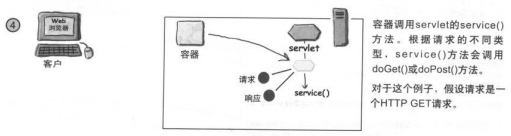 ④
Web
浏览器
客户
容器
servlet
请求
响应
service()
容器调用servlet的service()
方法。根据请求的不同类
型，service()方法会调用
doGet()或doPost()方法。
对于这个例子，假设请求是一
个HTTP GET请求。